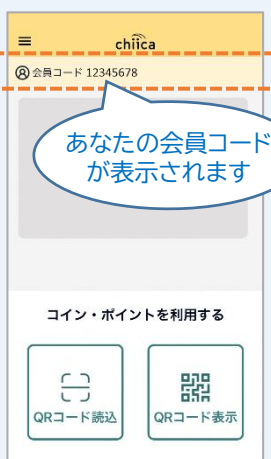 chiica
会員コード 12345678
あなたの会員コード
が表示されます
コイン・ポイントを利用する
QRコード読込
QRコード表示